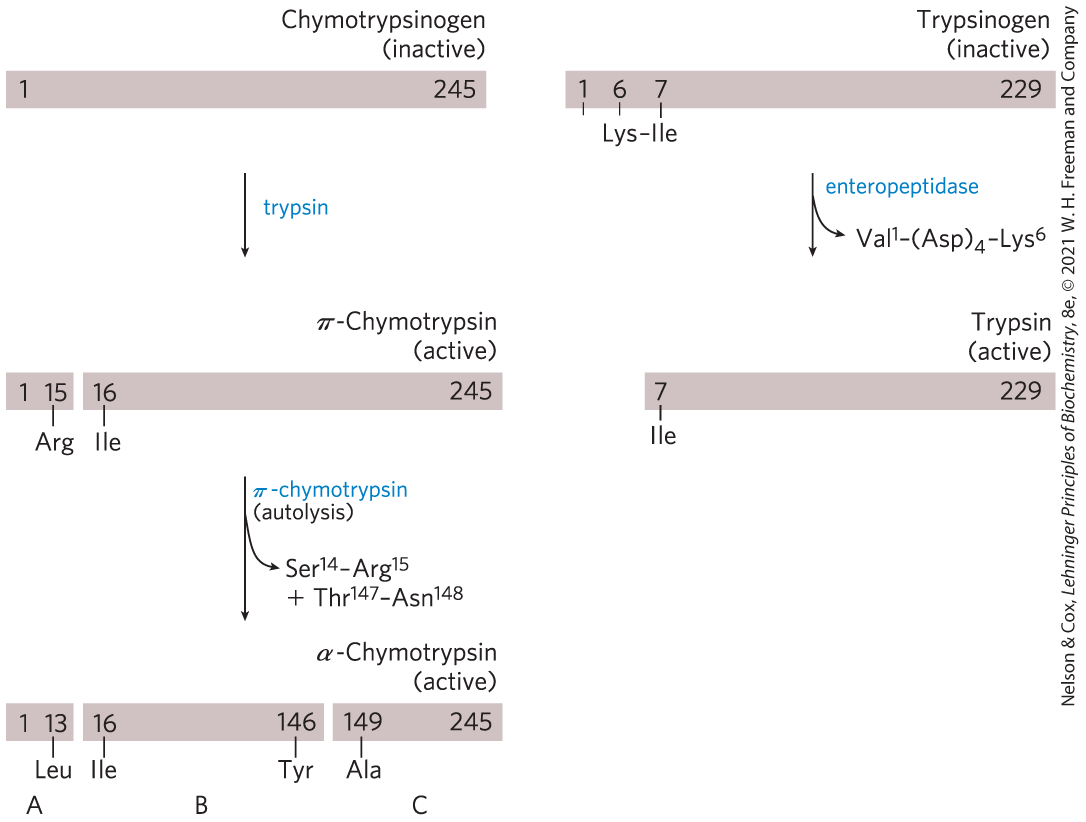 Chymotrypsinogen
(inactive)
1 245
trypsin
π-Chymotrypsin
(active)
1 15 16 245
Arg Ile
π-chymotrypsin
(autolysis)
Ser¹⁴–Arg¹⁵
+ Thr¹⁴⁷–Asn¹⁴⁸
α-Chymotrypsin
(active)
1 13 16 146 149 245
Leu Ile Tyr Ala
A B C
Trypsinogen
(inactive)
1 6 7 229
Lys–Ile
enteropeptidase
Val¹–(Asp)₄–Lys⁶
Trypsin
(active)
7 229
Ile
Nelson & Cox, Lehninger Principles of Biochemistry, 8e, © 2021 W. H. Freeman and Company